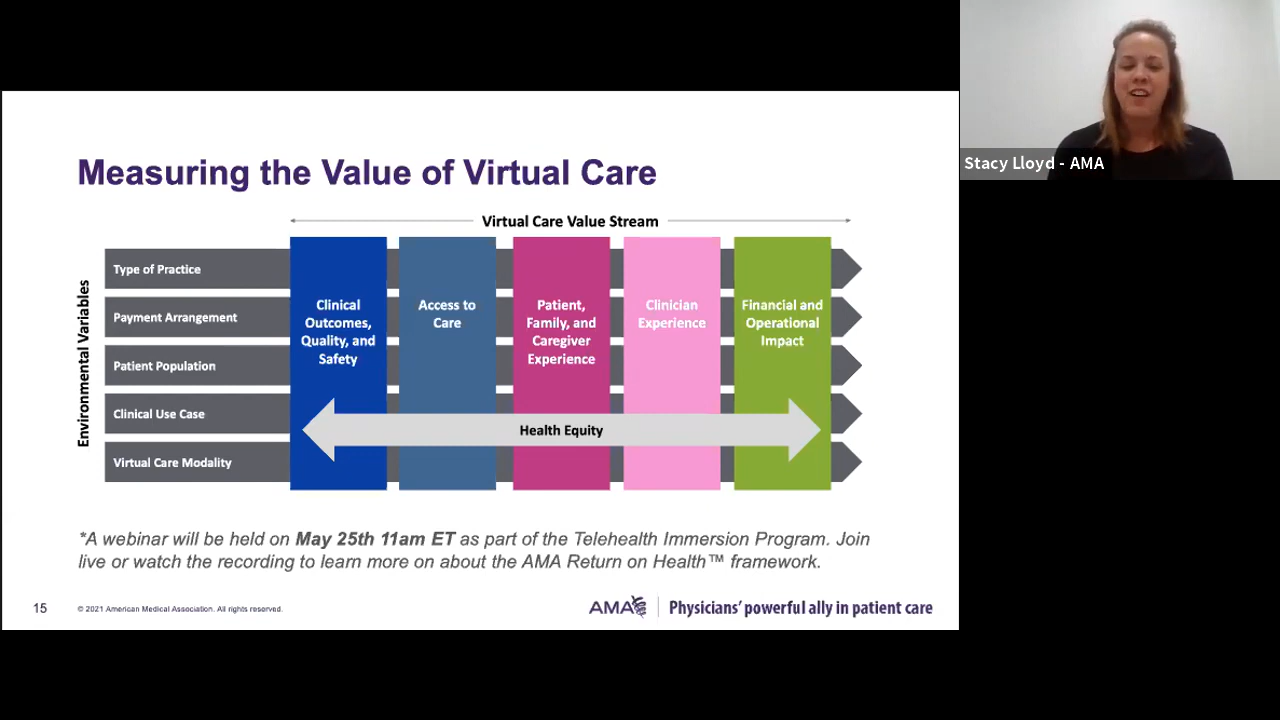 Stacy Lloyd - AMA
Measuring the Value of Virtual Care
Virtual Care Value Stream
Environmental Variables
Type of Practice
Payment Arrangement
Patient Population
Clinical Use Case
Virtual Care Modality
Clinical
Outcomes,
Quality, and
Safety
Access to
Care
Patient,
Family, and
Caregiver
Experience
Clinician
Experience
Financial and
Operational
Impact
Health Equity
*A webinar will be held on May 25th 11am ET as part of the Telehealth Immersion Program. Join
live or watch the recording to learn more on about the AMA Return on Health™ framework.
15
© 2021 American Medical Association. All rights reserved.
AMA
Physicians’ powerful ally in patient care